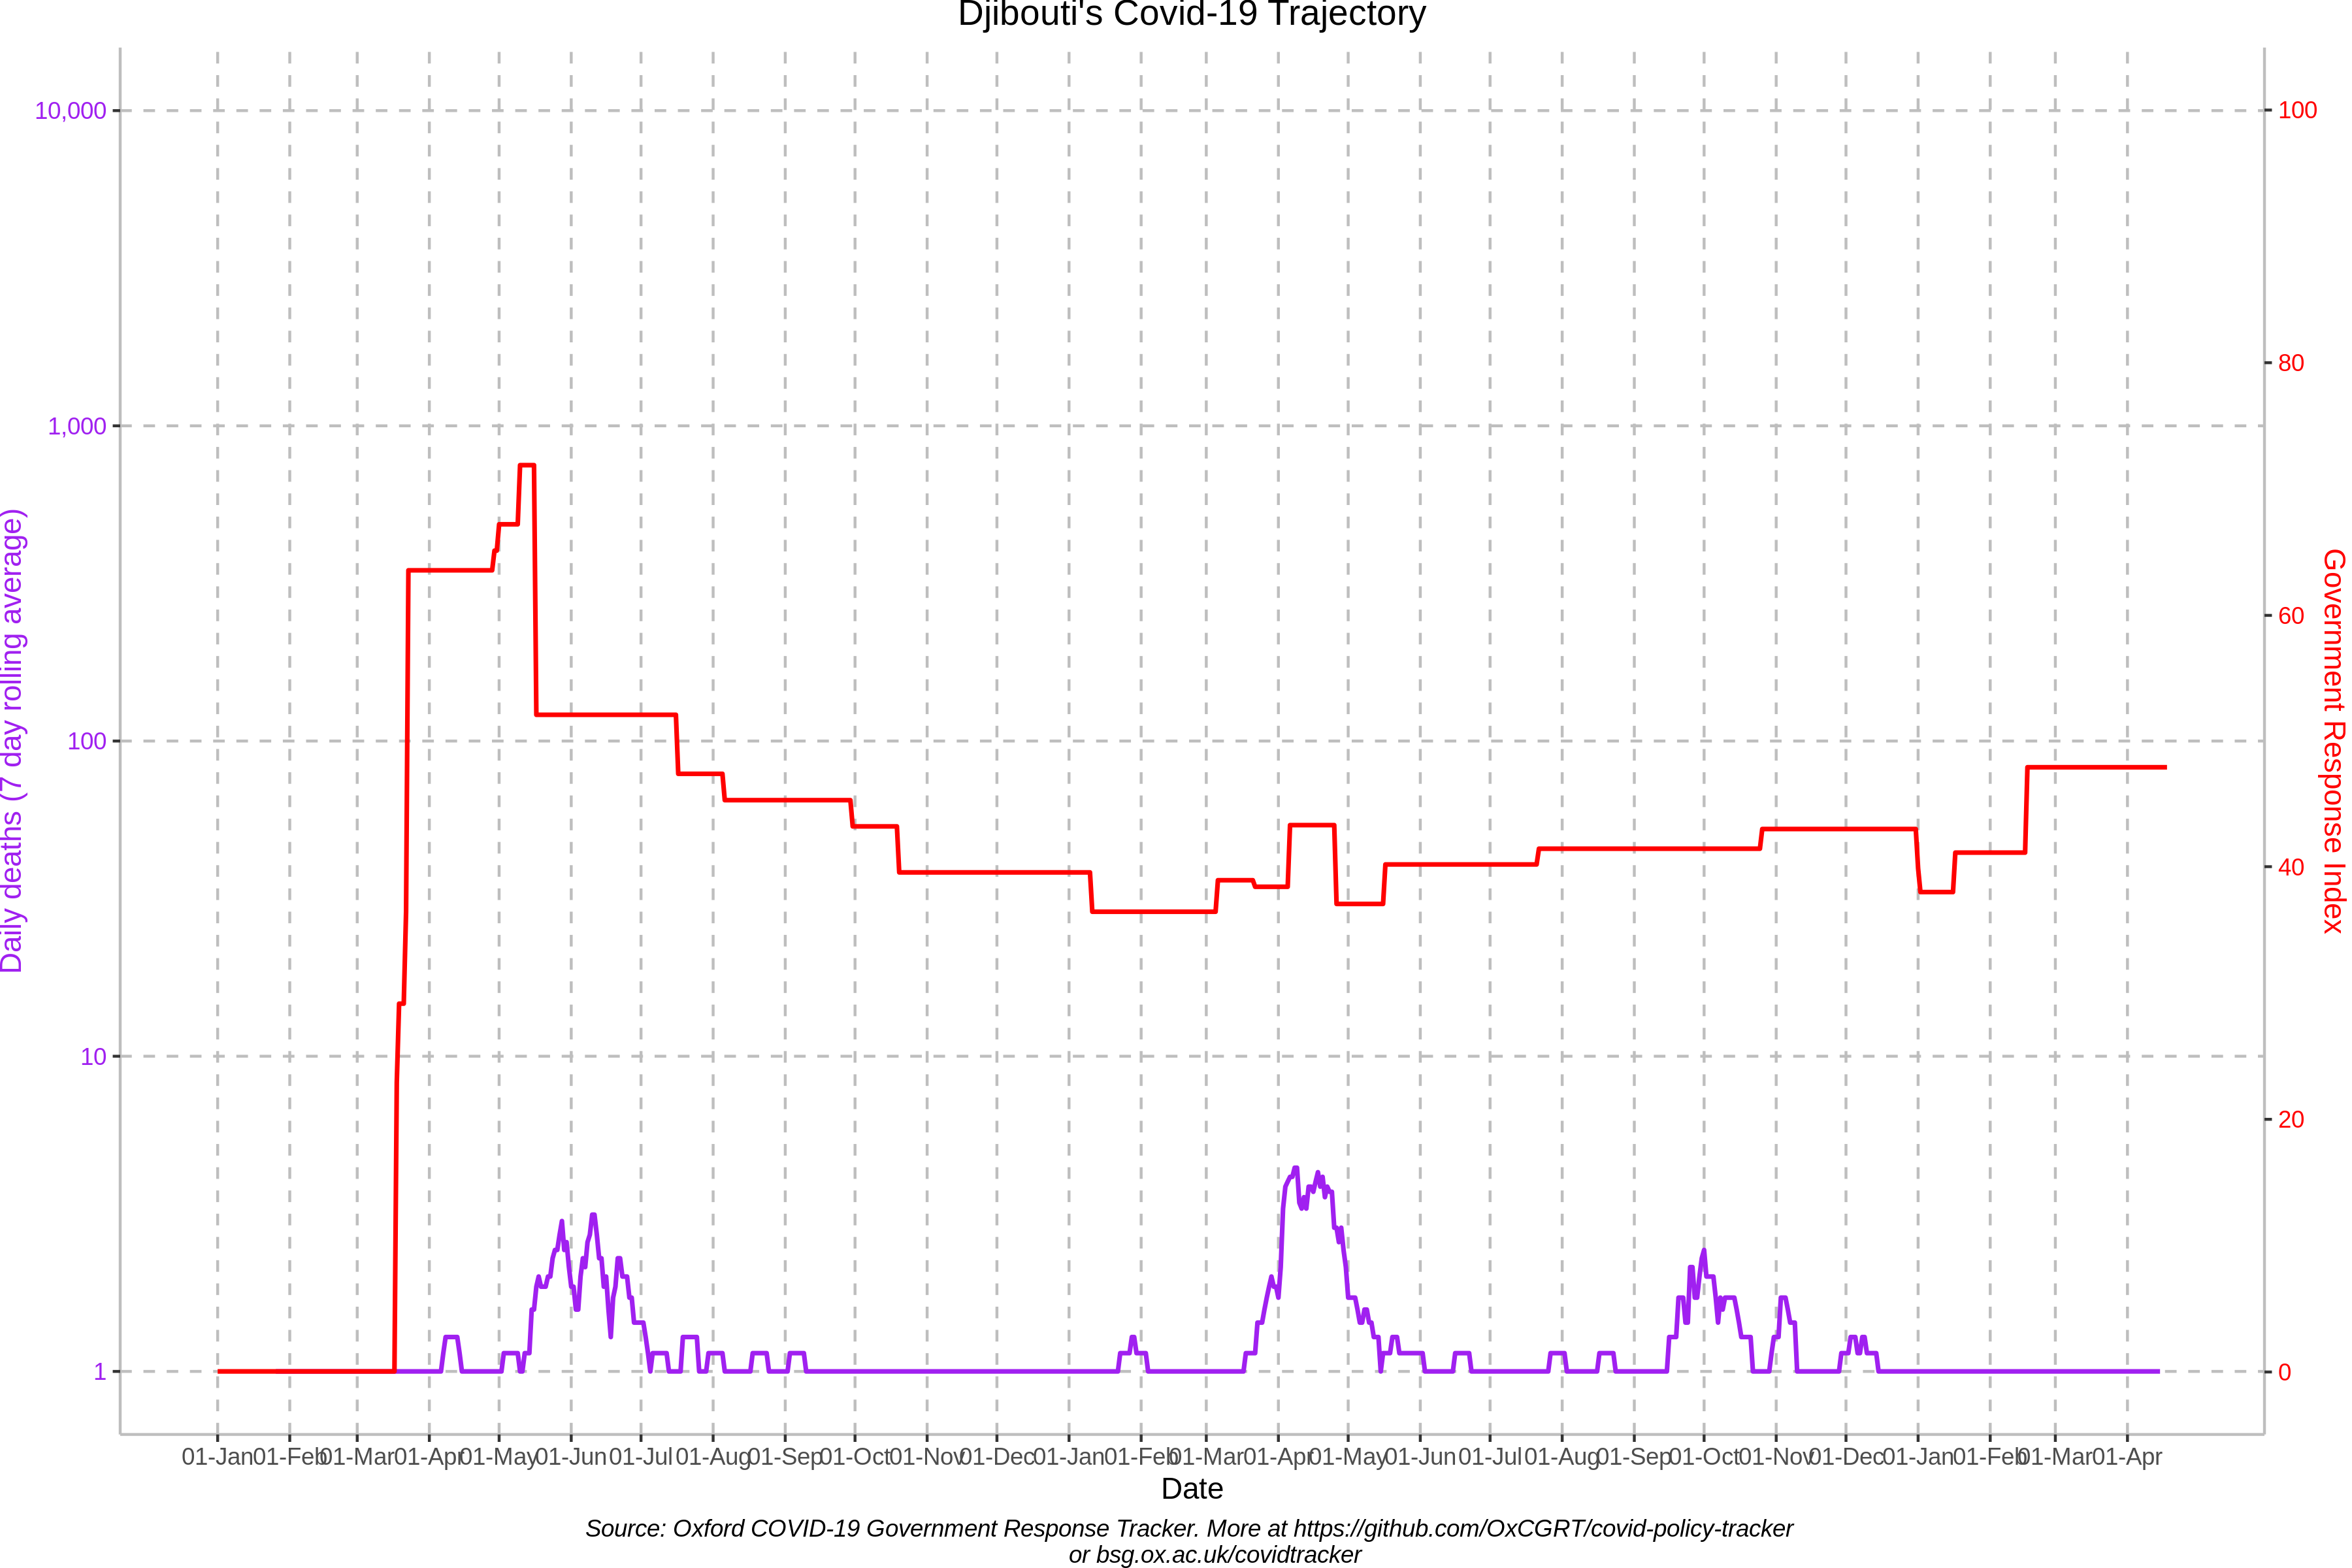 Djibouti's Covid-19 Trajectory
10,000
1,000
100
10
1
Daily deaths (7 day rolling average)
100
80
60
40
20
0
Government Response Index
01-Jan 01-Feb 01-Mar 01-Apr 01-May 01-Jun 01-Jul 01-Aug 01-Sep 01-Oct 01-Nov 01-Dec 01-Jan 01-Feb 01-Mar 01-Apr 01-May 01-Jun 01-Jul 01-Aug 01-Sep 01-Oct 01-Nov 01-Dec 01-Jan 01-Feb 01-Mar 01-Apr
Date
Source: Oxford COVID-19 Government Response Tracker. More at https://github.com/OxCGRT/covid-policy-tracker
or bsg.ox.ac.uk/covidtracker